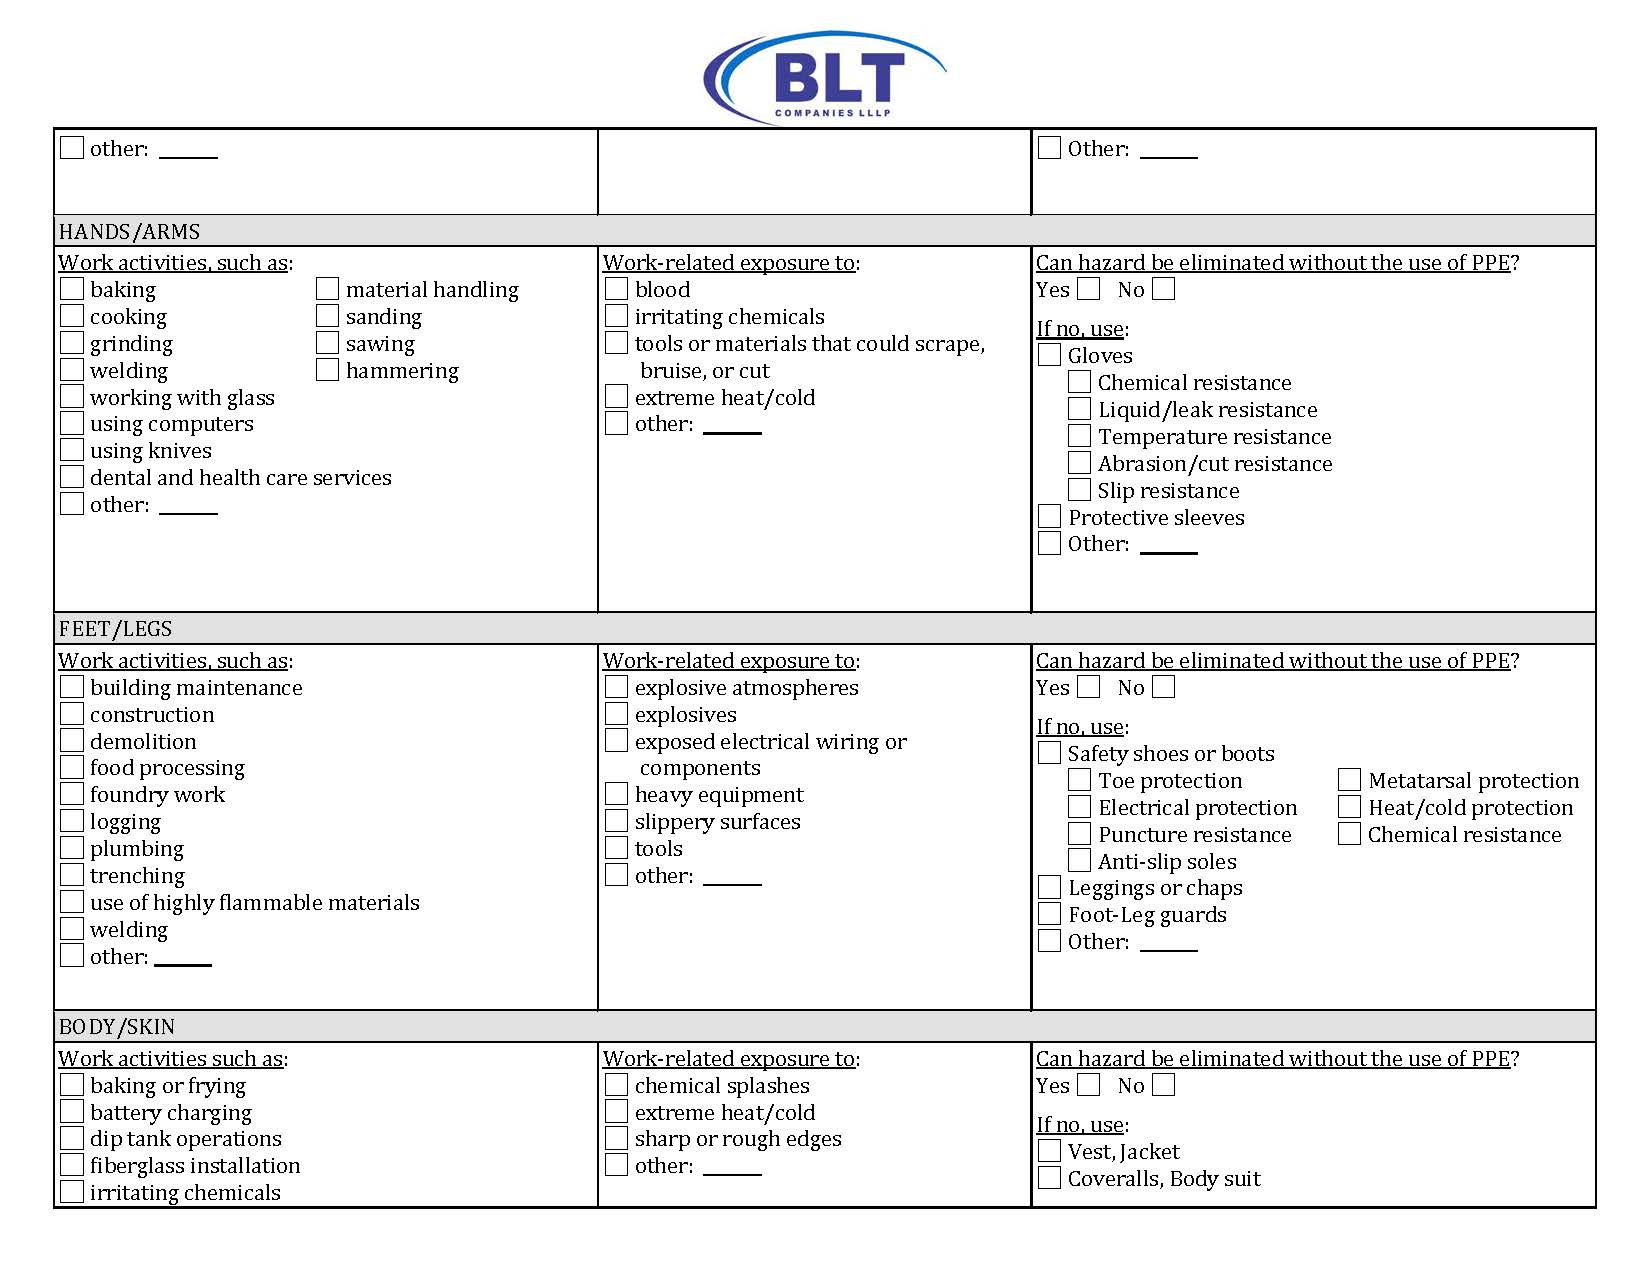 BLT
COMPANIES LLLP
☐ other: ______
☐ Other: ______
HANDS/ARMS
Work activities, such as:
☐ baking ☐ material handling
☐ cooking ☐ sanding
☐ grinding ☐ sawing
☐ welding ☐ hammering
☐ working with glass
☐ using computers
☐ using knives
☐ dental and health care services
☐ other: ______
Work-related exposure to:
☐ blood
☐ irritating chemicals
☐ tools or materials that could scrape,
bruise, or cut
☐ extreme heat/cold
☐ other: ______
Can hazard be eliminated without the use of PPE?
Yes ☐ No ☐
If no, use:
☐ Gloves
☐ Chemical resistance
☐ Liquid/leak resistance
☐ Temperature resistance
☐ Abrasion/cut resistance
☐ Slip resistance
☐ Protective sleeves
☐ Other: ______
FEET/LEGS
Work activities, such as:
☐ building maintenance
☐ construction
☐ demolition
☐ food processing
☐ foundry work
☐ logging
☐ plumbing
☐ trenching
☐ use of highly flammable materials
☐ welding
☐ other: ______
Work-related exposure to:
☐ explosive atmospheres
☐ explosives
☐ exposed electrical wiring or
components
☐ heavy equipment
☐ slippery surfaces
☐ tools
☐ other: ______
Can hazard be eliminated without the use of PPE?
Yes ☐ No ☐
If no, use:
☐ Safety shoes or boots
☐ Toe protection ☐ Metatarsal protection
☐ Electrical protection ☐ Heat/cold protection
☐ Puncture resistance ☐ Chemical resistance
☐ Anti-slip soles
☐ Leggings or chaps
☐ Foot-Leg guards
☐ Other: ______
BODY/SKIN
Work activities such as:
☐ baking or frying
☐ battery charging
☐ dip tank operations
☐ fiberglass installation
☐ irritating chemicals
Work-related exposure to:
☐ chemical splashes
☐ extreme heat/cold
☐ sharp or rough edges
☐ other: ______
Can hazard be eliminated without the use of PPE?
Yes ☐ No ☐
If no, use:
☐ Vest, Jacket
☐ Coveralls, Body suit